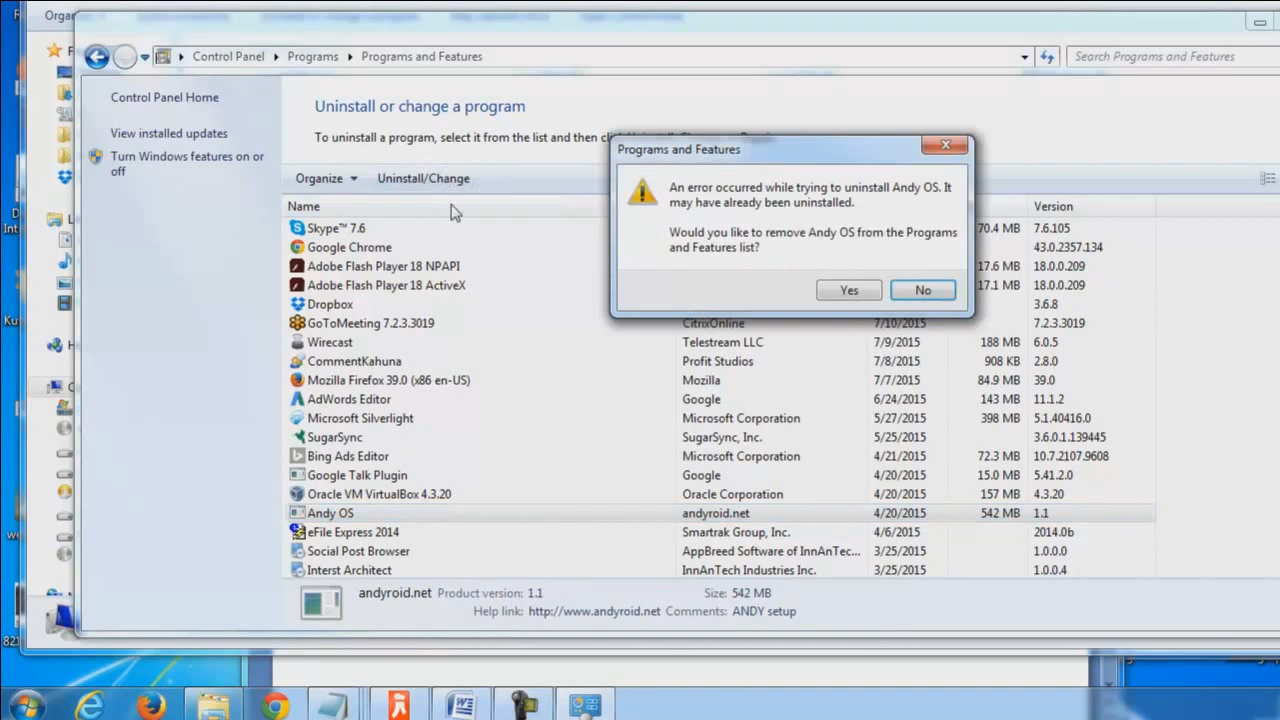 Organ
Control Panel Programs Programs and Features
Search Programs and Features
Control Panel Home
View installed updates
Turn Windows features on or
off
Uninstall or change a program
To uninstall a program, select it from the list and then
Organize Uninstall/Change
Name Version
Programs and Features
An error occurred while trying to uninstall Andy OS. It
may have already been uninstalled.
Would you like to remove Andy OS from the Programs
and Features list?
Yes No
Skype™ 7.6 70.4 MB 7.6.105
Google Chrome 43.0.2357.134
Adobe Flash Player 18 NPAPI 17.6 MB 18.0.0.209
Adobe Flash Player 18 ActiveX 17.1 MB 18.0.0.209
Dropbox 3.6.8
GoToMeeting 7.2.3.3019 CitrixOnline 7/10/2015 7.2.3.3019
Wirecast Telestream LLC 7/9/2015 188 MB 6.0.5
CommentKahuna Profit Studios 7/8/2015 908 KB 2.8.0
Mozilla Firefox 39.0 (x86 en-US) Mozilla 7/7/2015 84.9 MB 39.0
AdWords Editor Google 6/24/2015 143 MB 11.1.2
Microsoft Silverlight Microsoft Corporation 5/27/2015 398 MB 5.1.40416.0
SugarSync SugarSync, Inc. 5/25/2015 3.6.0.1.139445
Bing Ads Editor Microsoft Corporation 4/21/2015 72.3 MB 10.7.2107.9608
Google Talk Plugin Google 4/20/2015 15.0 MB 5.41.2.0
Oracle VM VirtualBox 4.3.20 Oracle Corporation 4/20/2015 157 MB 4.3.20
Andy OS andyroid.net 4/20/2015 542 MB 1.1
eFile Express 2014 Smartrak Group, Inc. 4/6/2015 2014.0b
Social Post Browser AppBreed Software of InnAnTec... 3/25/2015 1.0.0.0
Interst Architect InnAnTech Industries Inc. 3/25/2015 1.0.0.4
andyroid.net Product version: 1.1 Size: 542 MB
Help link: http://www.andyroid.net Comments: ANDY setup